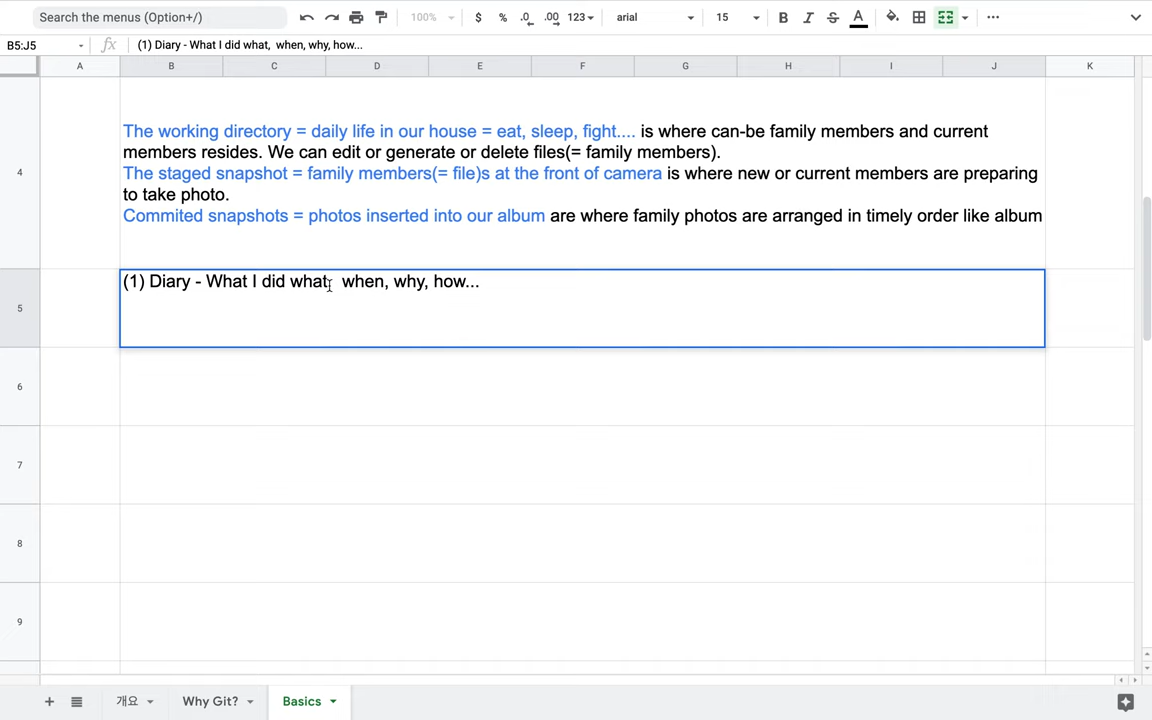 Search the menus (Option+/)
100%
$
%
.0
.00
123
arial
15
B
I
S
A
B5:J5
fx
(1) Diary - What I did what,  when, why, how...
A
B
C
D
E
F
G
H
I
J
K
4
The working directory = daily life in our house = eat, sleep, fight.... is where can-be family members and current
members resides. We can edit or generate or delete files(= family members).
The staged snapshot = family members(= file)s at the front of camera is where new or current members are preparing
to take photo.
Commited snapshots = photos inserted into our album are where family photos are arranged in timely order like album
5
(1) Diary - What I did what,  when, why, how...
6
7
8
9
개요
Why Git?
Basics